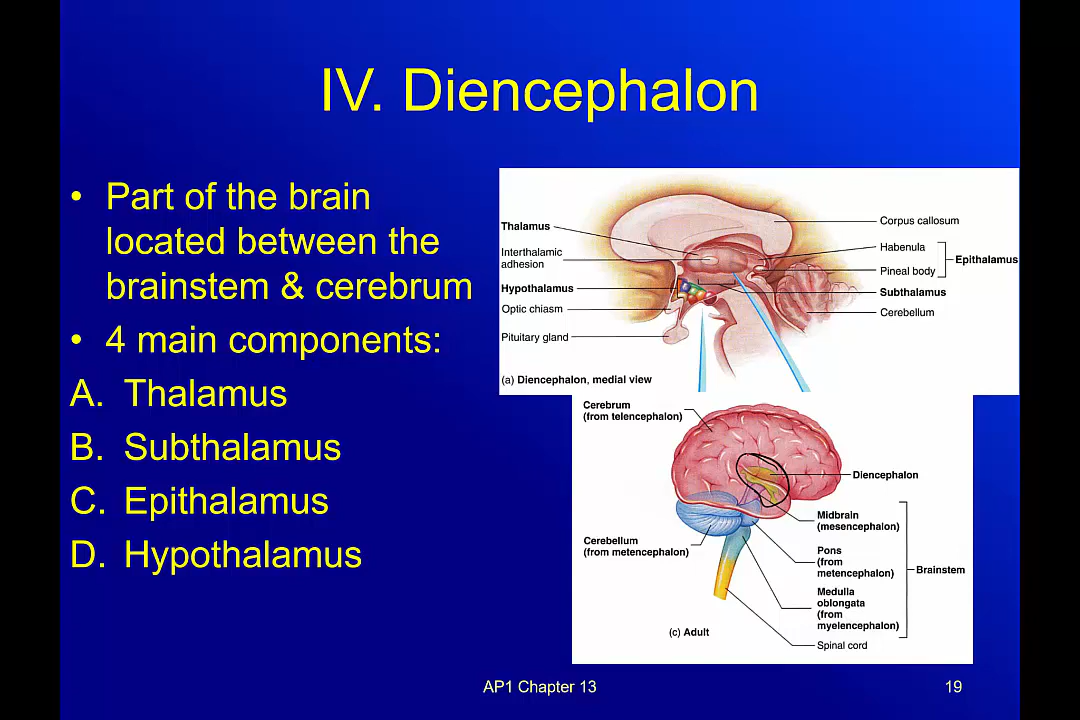 IV. Diencephalon
• Part of the brain
located between the
brainstem & cerebrum
• 4 main components:
A. Thalamus
B. Subthalamus
C. Epithalamus
D. Hypothalamus
Thalamus
Interthalamic
adhesion
Hypothalamus
Optic chiasm
Pituitary gland
Corpus callosum
Habenula
Pineal body
Epithalamus
Subthalamus
Cerebellum
(a) Diencephalon, medial view
Cerebrum
(from telencephalon)
Cerebellum
(from metencephalon)
Diencephalon
Midbrain
(mesencephalon)
Pons
(from
metencephalon)
Medulla
oblongata
(from
myelencephalon)
Brainstem
Spinal cord
(c) Adult
AP1 Chapter 13
19